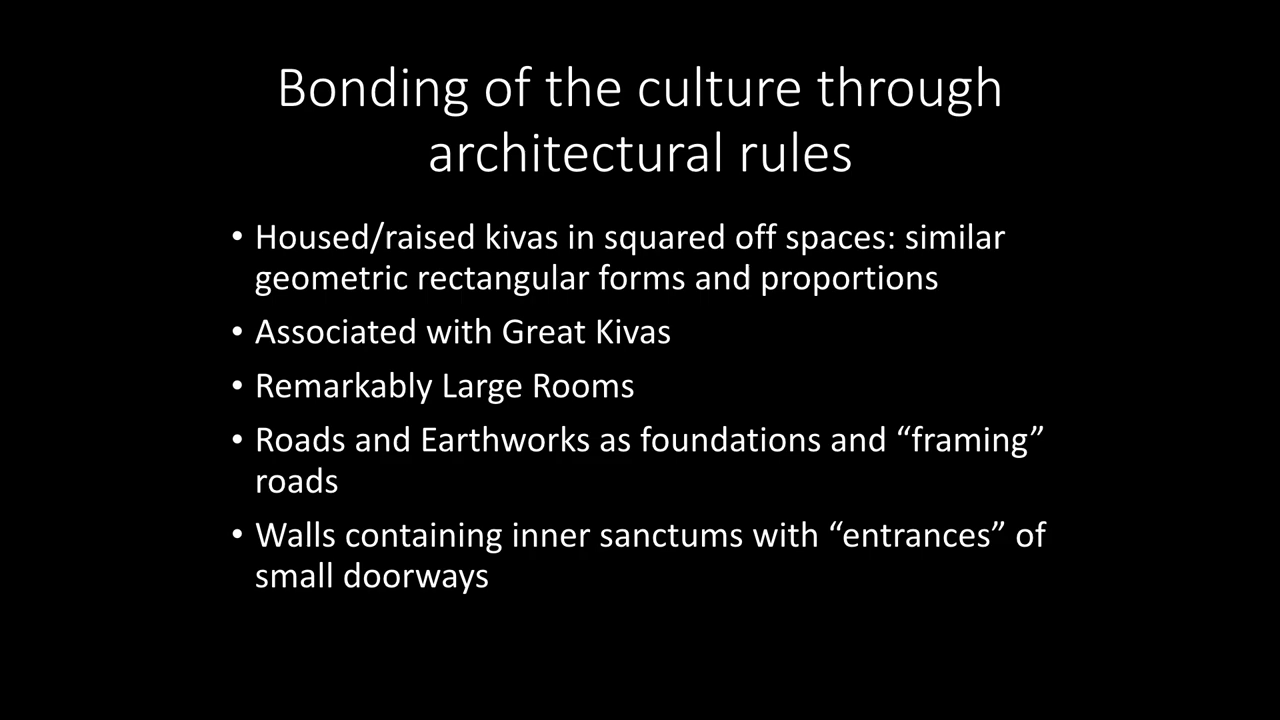 Bonding of the culture through
architectural rules
• Housed/raised kivas in squared off spaces: similar
geometric rectangular forms and proportions
• Associated with Great Kivas
• Remarkably Large Rooms
• Roads and Earthworks as foundations and “framing”
roads
• Walls containing inner sanctums with “entrances” of
small doorways